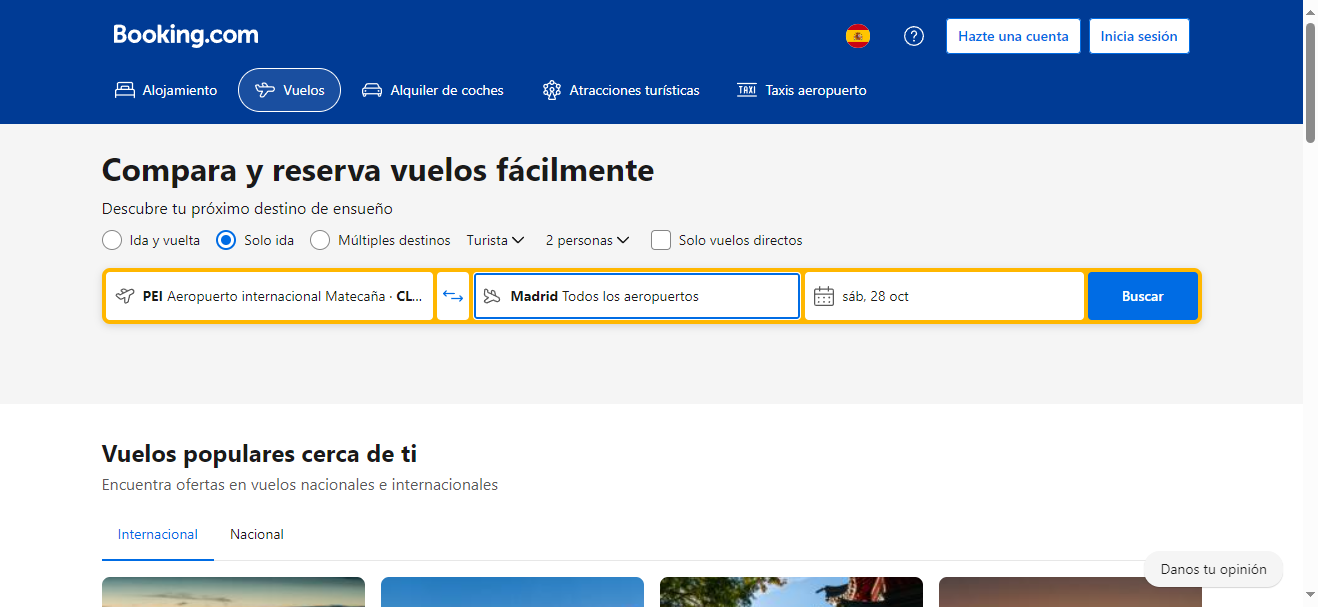 Booking.com
Hazte una cuenta
Inicia sesión
Alojamiento
Vuelos
Alquiler de coches
Atracciones turísticas
TAXI Taxis aeropuerto
Compara y reserva vuelos fácilmente
Descubre tu próximo destino de ensueño
Ida y vuelta
Solo ida
Múltiples destinos
Turista
2 personas
Solo vuelos directos
PEI Aeropuerto internacional Matecaña · CL...
Madrid Todos los aeropuertos
sáb, 28 oct
Buscar
Vuelos populares cerca de ti
Encuentra ofertas en vuelos nacionales e internacionales
Internacional
Nacional
Danos tu opinión